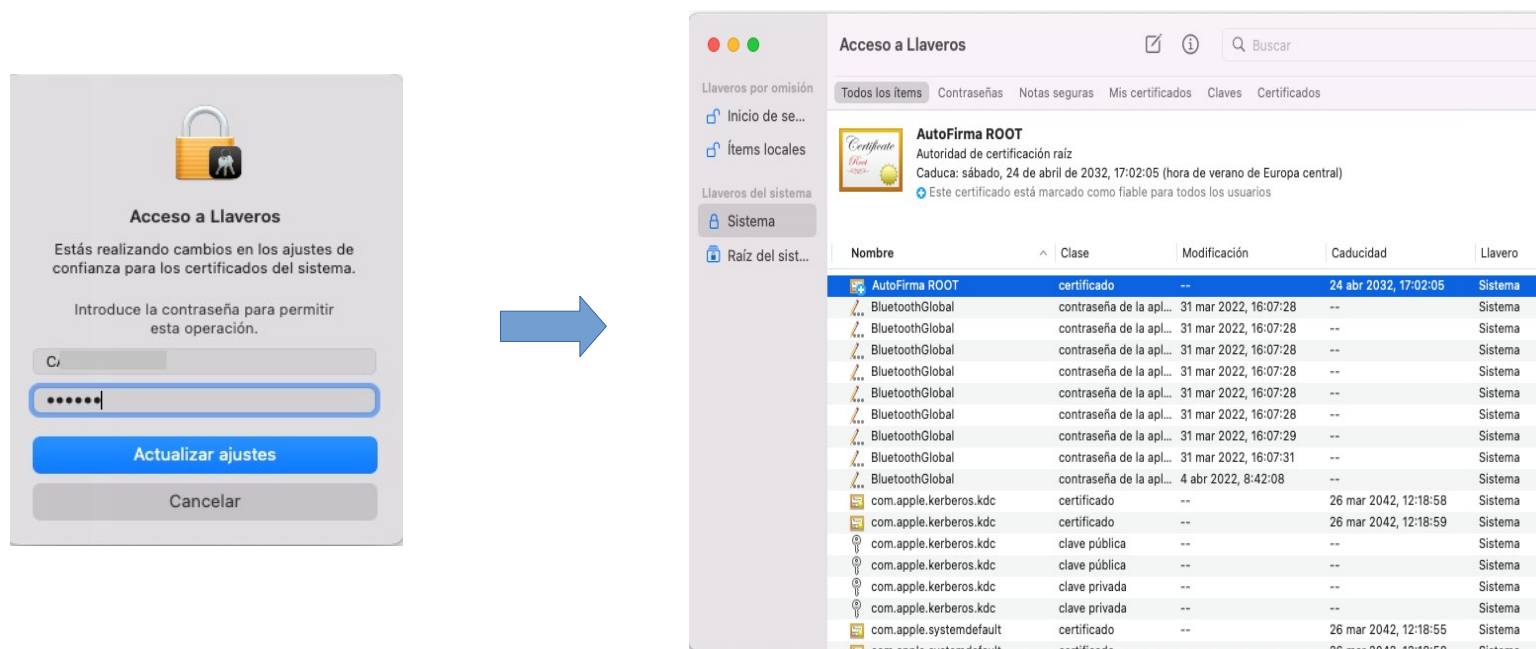 Acceso a Llaveros
Estás realizando cambios en los ajustes de
confianza para los certificados del sistema.
Introduce la contraseña para permitir
esta operación.
Actualizar ajustes
Cancelar
Acceso a Llaveros
Buscar
Llaveros por omisión
Inicio de se...
Ítems locales
Llaveros del sistema
Sistema
Raíz del sist...
Todos los ítems Contraseñas Notas seguras Mis certificados Claves Certificados
Certificate
Root
AutoFirma ROOT
Autoridad de certificación raíz
Caduca: sábado, 24 de abril de 2032, 17:02:05 (hora de verano de Europa central)
Este certificado está marcado como fiable para todos los usuarios
Nombre Clase Modificación Caducidad Llavero
AutoFirma ROOT certificado -- 24 abr 2032, 17:02:05 Sistema
BluetoothGlobal contraseña de la apl... 31 mar 2022, 16:07:28 -- Sistema
BluetoothGlobal contraseña de la apl... 31 mar 2022, 16:07:28 -- Sistema
BluetoothGlobal contraseña de la apl... 31 mar 2022, 16:07:28 -- Sistema
BluetoothGlobal contraseña de la apl... 31 mar 2022, 16:07:28 -- Sistema
BluetoothGlobal contraseña de la apl... 31 mar 2022, 16:07:28 -- Sistema
BluetoothGlobal contraseña de la apl... 31 mar 2022, 16:07:28 -- Sistema
BluetoothGlobal contraseña de la apl... 31 mar 2022, 16:07:29 -- Sistema
BluetoothGlobal contraseña de la apl... 31 mar 2022, 16:07:31 -- Sistema
BluetoothGlobal contraseña de la apl... 4 abr 2022, 8:42:08 -- Sistema
com.apple.kerberos.kdc certificado -- 26 mar 2042, 12:18:58 Sistema
com.apple.kerberos.kdc certificado -- 26 mar 2042, 12:18:59 Sistema
com.apple.kerberos.kdc clave pública -- -- Sistema
com.apple.kerberos.kdc clave pública -- -- Sistema
com.apple.kerberos.kdc clave privada -- -- Sistema
com.apple.kerberos.kdc clave privada -- -- Sistema
com.apple.systemdefault certificado -- 26 mar 2042, 12:18:55 Sistema